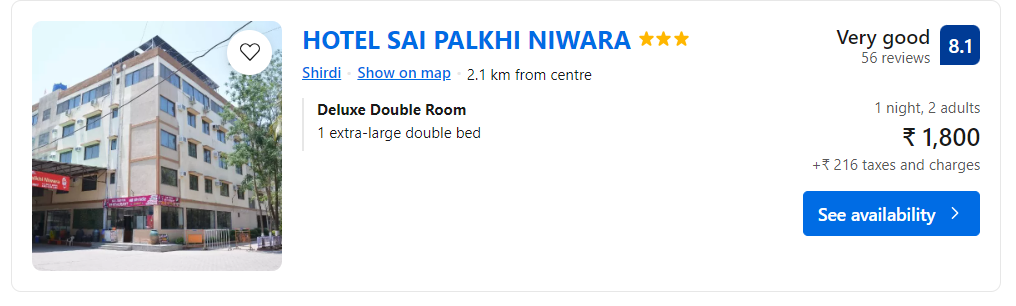 HOTEL SAI PALKHI NIWARA
Shirdi · Show on map · 2.1 km from centre
Deluxe Double Room
1 extra-large double bed
Very good 8.1
56 reviews
1 night, 2 adults
₹ 1,800
+₹ 216 taxes and charges
See availability
Niwara